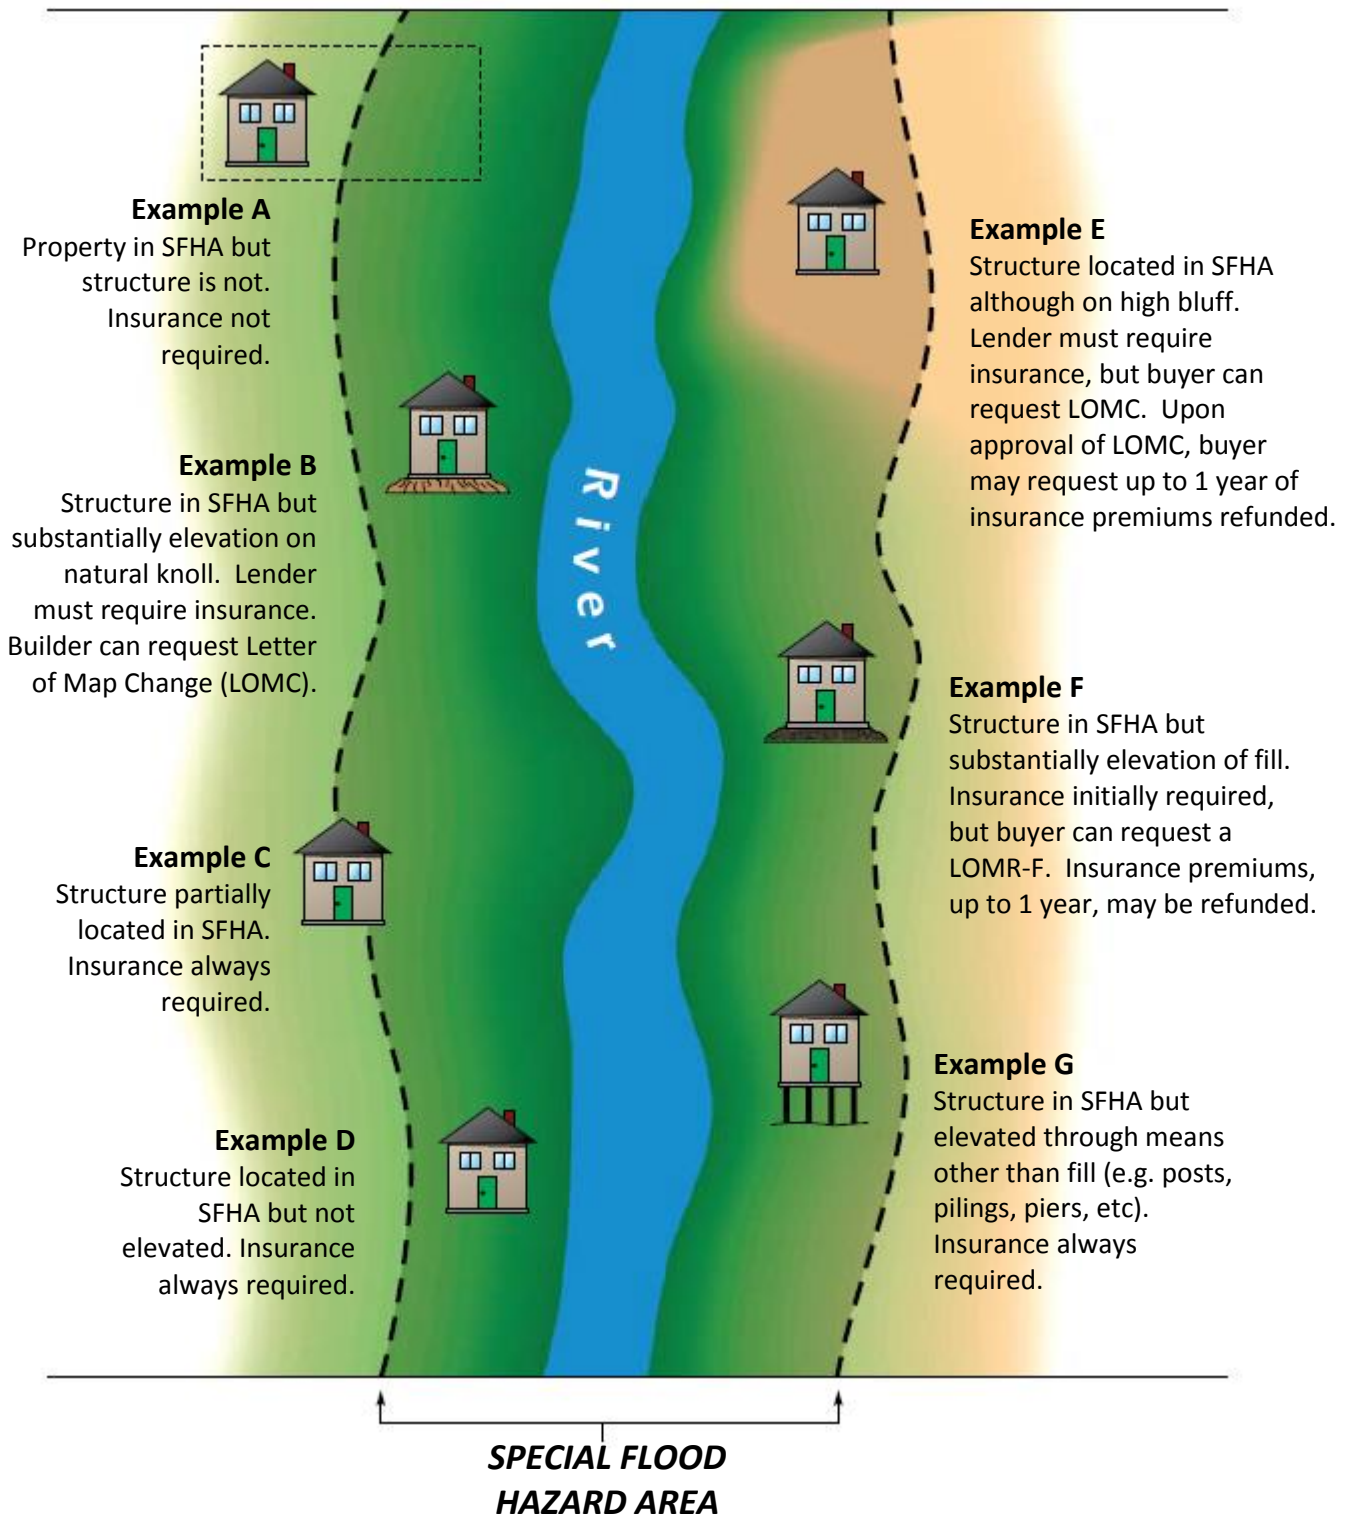 Example A
Property in SFHA but
structure is not.
Insurance not
required.
Example B
Structure in SFHA but
substantially elevation on
natural knoll. Lender
must require insurance.
Builder can request Letter
of Map Change (LOMC).
Example C
Structure partially
located in SFHA.
Insurance always
required.
Example D
Structure located in
SFHA but not
elevated. Insurance
always required.
River
Example E
Structure located in SFHA
although on high bluff.
Lender must require
insurance, but buyer can
request LOMC. Upon
approval of LOMC, buyer
may request up to 1 year of
insurance premiums refunded.
Example F
Structure in SFHA but
substantially elevation of fill.
Insurance initially required,
but buyer can request a
LOMR-F. Insurance premiums,
up to 1 year, may be refunded.
Example G
Structure in SFHA but
elevated through means
other than fill (e.g. posts,
pilings, piers, etc).
Insurance always
required.
SPECIAL FLOOD
HAZARD AREA